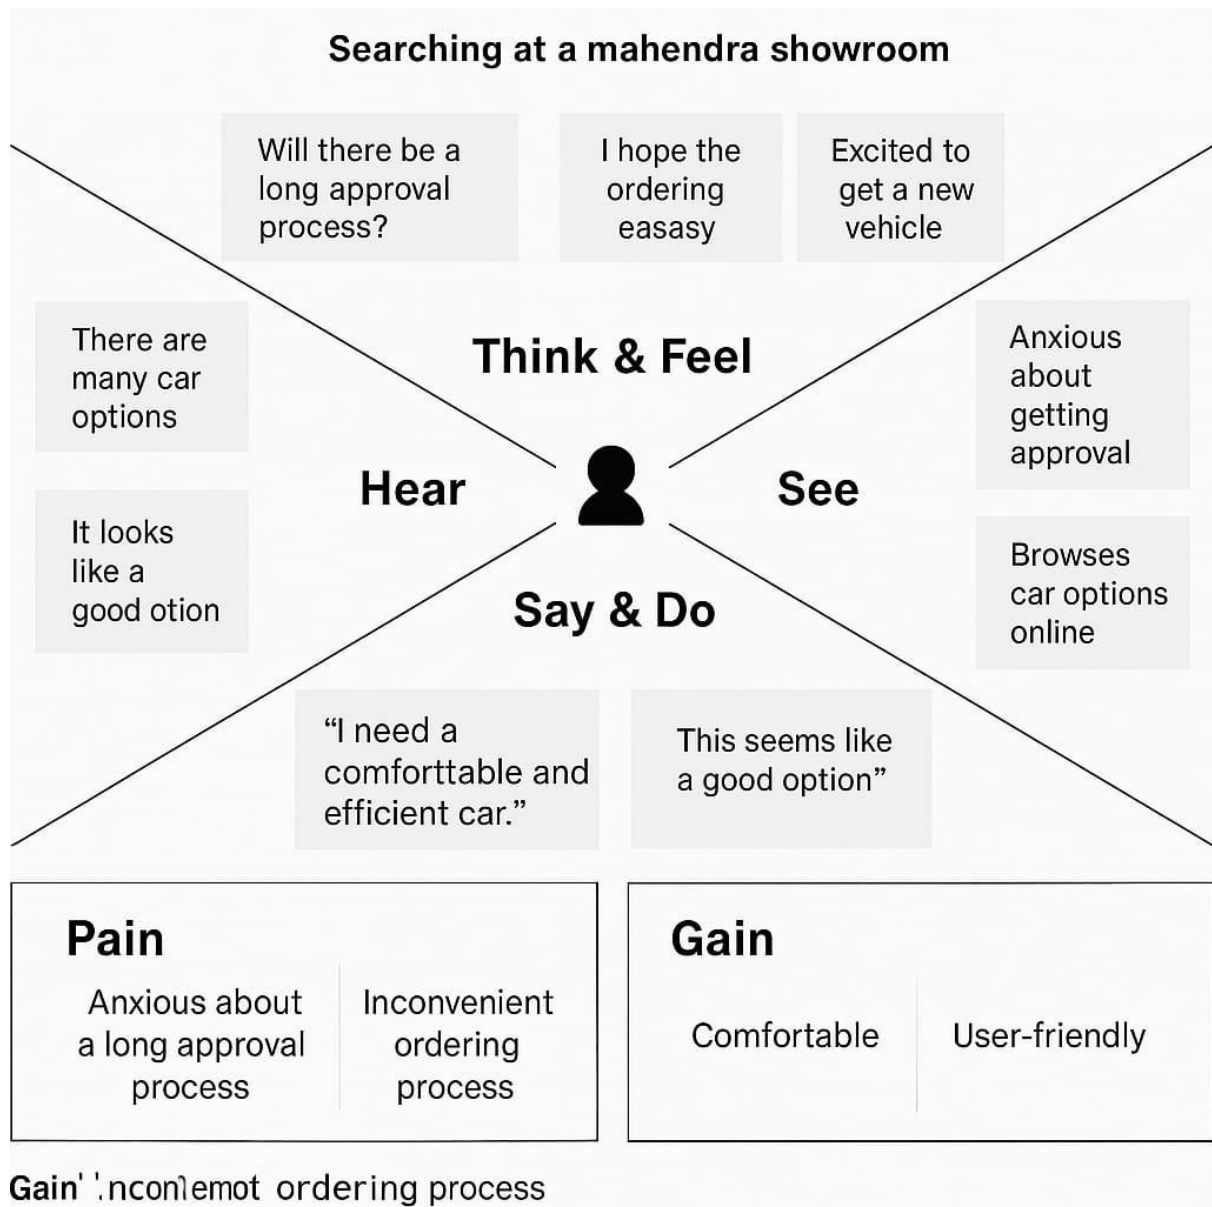 Searching at a mahendra showroom
Will there be a
long approval
process?
I hope the
ordering
easasy
Excited to
get a new
vehicle
Think & Feel
There are
many car
options
It looks
like a
good otion
Hear
See
Anxious
about
getting
approval
Browses
car options
online
Say & Do
“I need a
comforttable and
efficient car.”
This seems like
a good option”
Pain
Anxious about
a long approval
process
Inconvenient
ordering
process
Gain
Comfortable
User-friendly
Gain ordering process